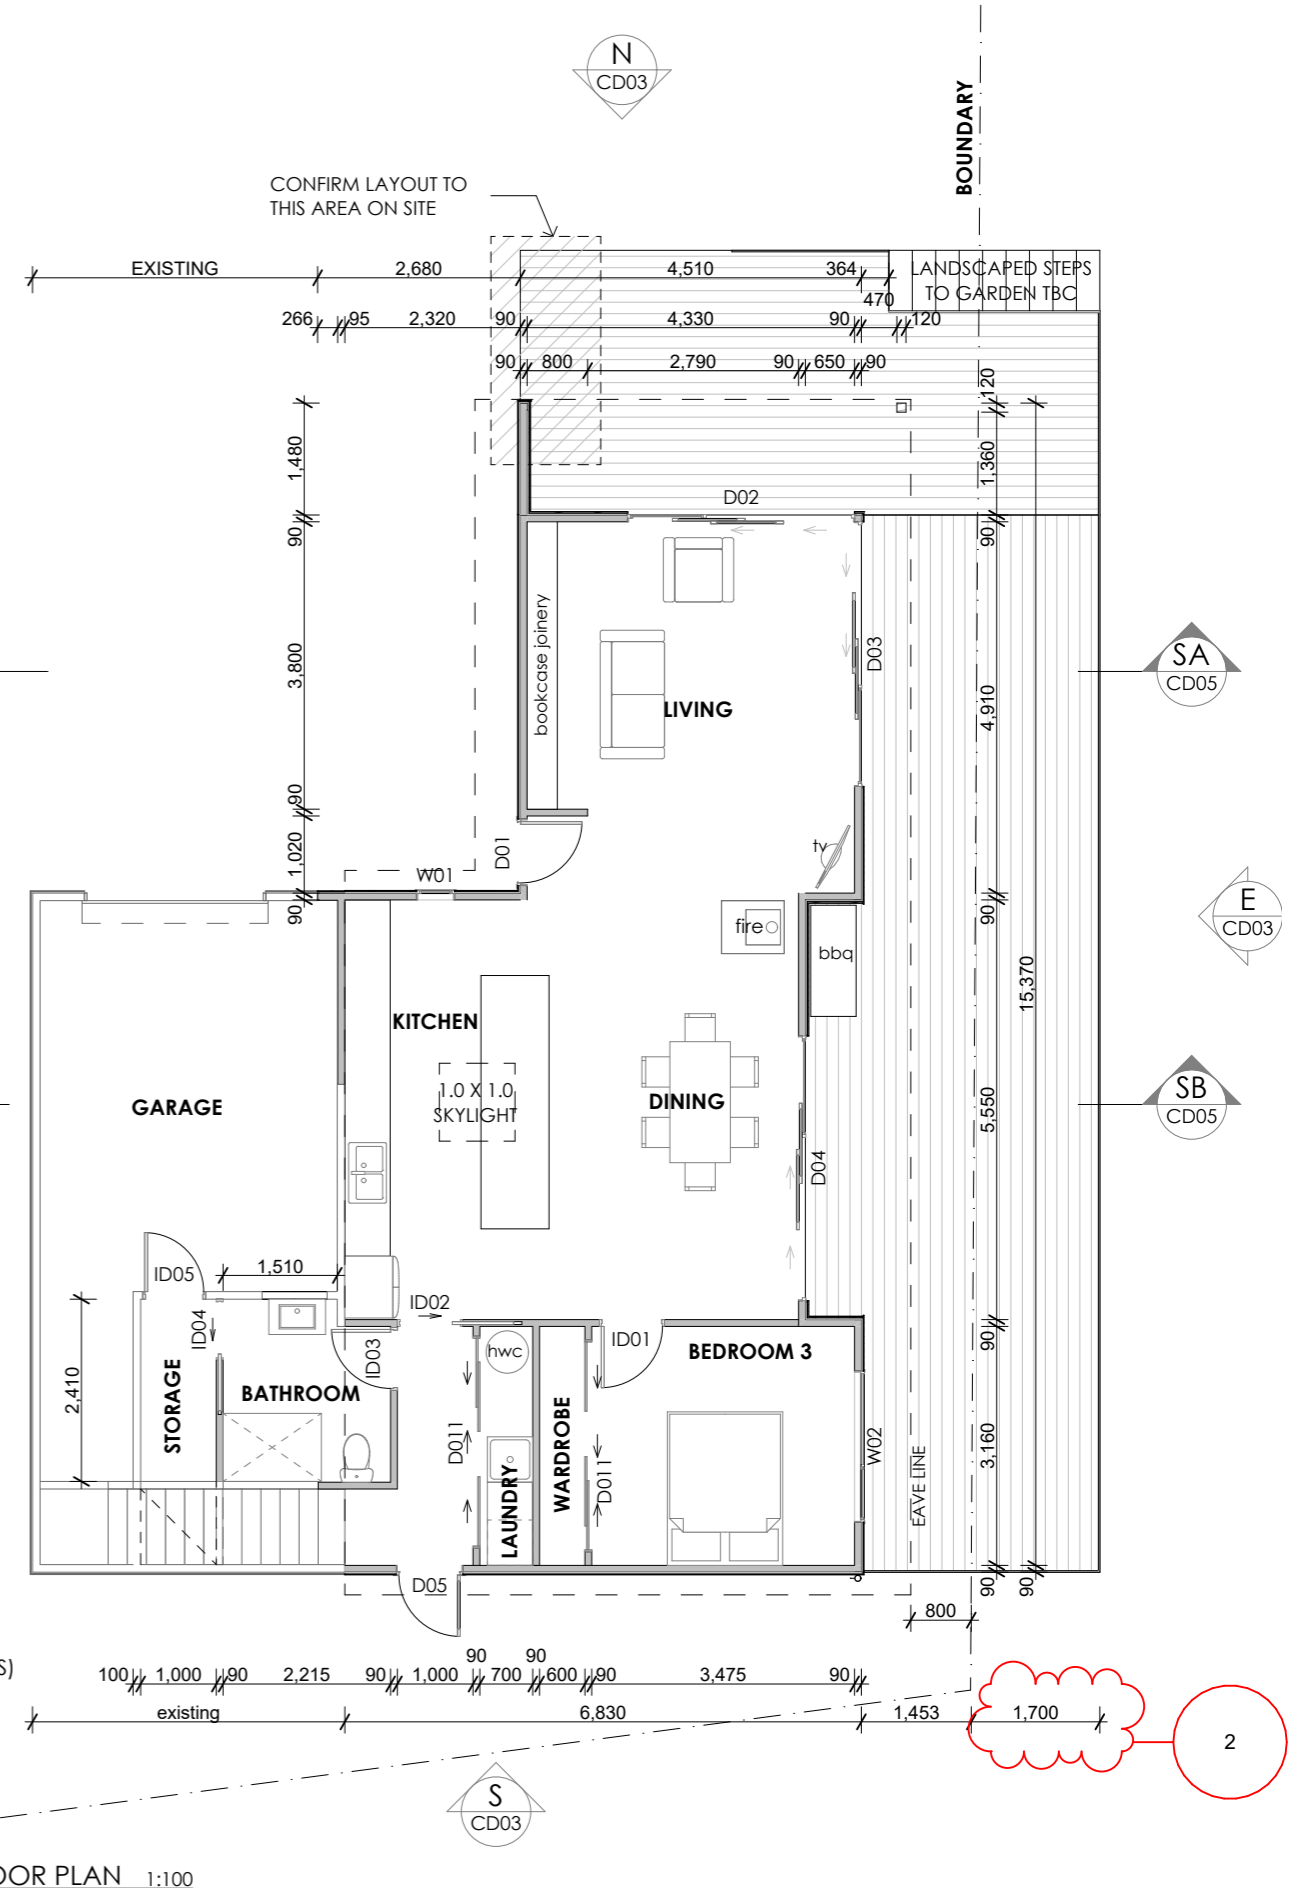 N
CD03
BOUNDARY
CONFIRM LAYOUT TO
THIS AREA ON SITE
EXISTING
2,680
4,510
364
LANDSCAPED STEPS
TO GARDEN TBC
470
266
95
2,320
90
4,330
90
120
90
800
2,790
90
650
90
120
1,480
1,360
D02
90
90
bookcase joinery
3,800
LIVING
D03
4,910
SA
CD05
90
1,020
D01
tv
W01
90
90
fire
bbq
E
CD03
15,370
KITCHEN
1.0 X 1.0
SKYLIGHT
DINING
GARAGE
5,550
SB
CD05
D04
1,510
ID05
ID04
ID02
ID03
ID01
hwc
BEDROOM 3
90
2,410
STORAGE
BATHROOM
D011
LAUNDRY
WARDROBE
D011
W02
EAVE LINE
3,160
D05
90
90
800
S)
100
1,000
90
2,215
90
1,000
90
700
90
600
90
3,475
90
existing
6,830
1,453
1,700
2
S
CD03
OOR PLAN 1:100